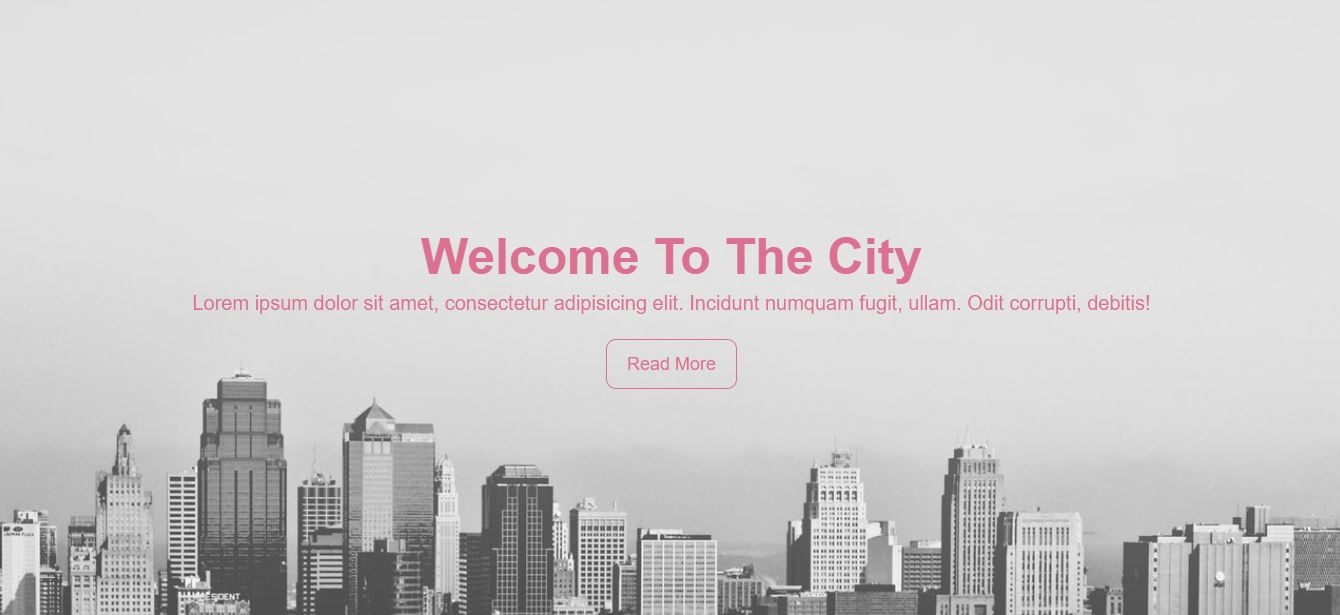 Welcome To The City
Lorem ipsum dolor sit amet, consectetur adipisicing elit. Incidunt numquam fugit, ullam. Odit corrupti, debitis!
Read More
PRESIDENT